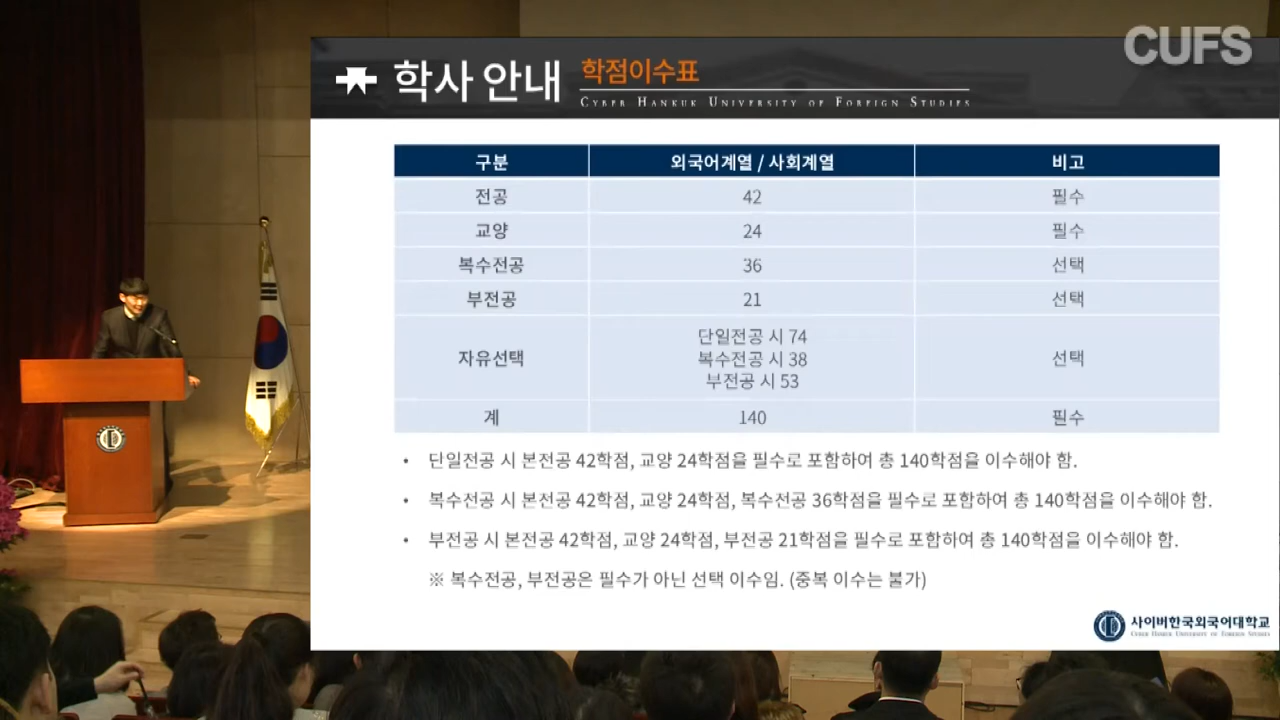 CUFS
학사 안내 학점이수표
CYBER HANKUK UNIVERSITY OF FOREIGN STUDIES
구분 외국어계열 / 사회계열 비고
전공 42 필수
교양 24 필수
복수전공 36 선택
부전공 21 선택
자유선택 단일전공 시 74 선택
복수전공 시 38
부전공 시 53
계 140 필수
• 단일전공 시 본전공 42학점, 교양 24학점을 필수로 포함하여 총 140학점을 이수해야 함.
• 복수전공 시 본전공 42학점, 교양 24학점, 복수전공 36학점을 필수로 포함하여 총 140학점을 이수해야 함.
• 부전공 시 본전공 42학점, 교양 24학점, 부전공 21학점을 필수로 포함하여 총 140학점을 이수해야 함.
※ 복수전공, 부전공은 필수가 아닌 선택 이수임. (중복 이수는 불가)
사이버한국외국어대학교
CYBER HANKUK UNIVERSITY OF FOREIGN STUDIES